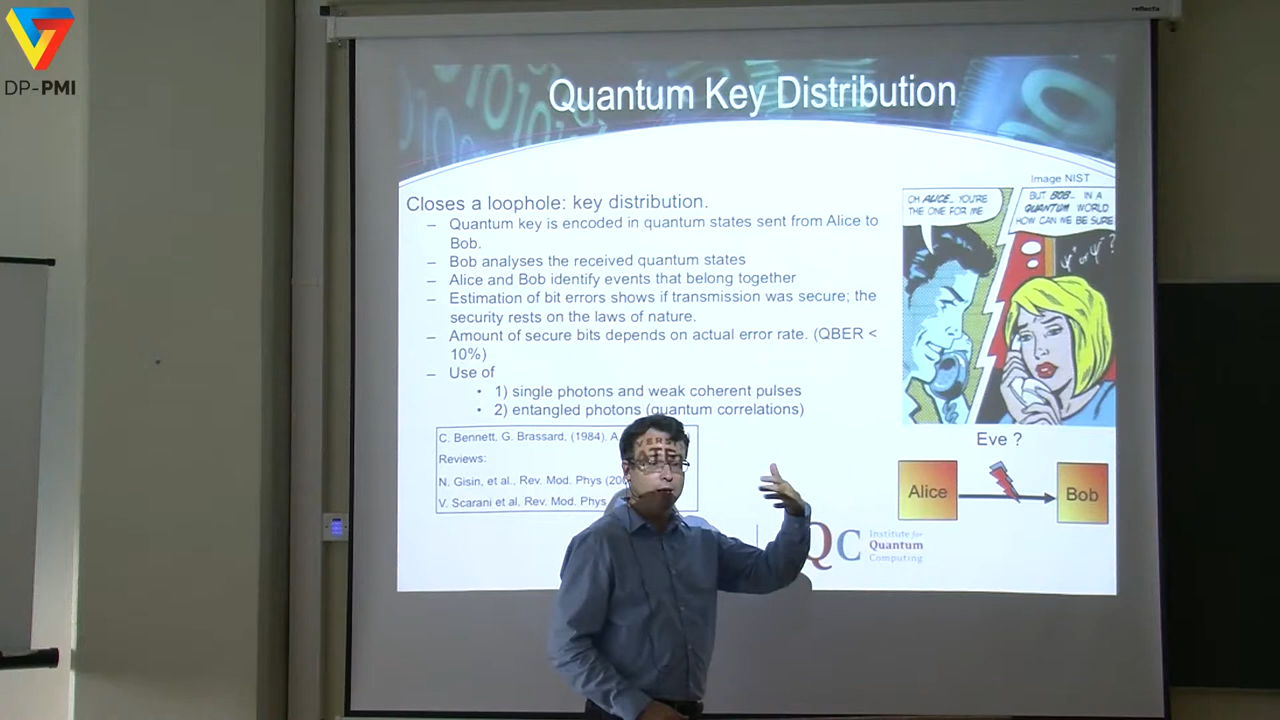 reflecta
DP-PMI
Quantum Key Distribution
Image NIST
Closes a loophole: key distribution.
– Quantum key is encoded in quantum states sent from Alice to
Bob.
– Bob analyses the received quantum states
– Alice and Bob identify events that belong together
– Estimation of bit errors shows if transmission was secure; the
security rests on the laws of nature.
– Amount of secure bits depends on actual error rate. (QBER <
10%)
– Use of
• 1) single photons and weak coherent pulses
• 2) entangled photons (quantum correlations)
C. Bennett, G. Brassard, (1984). A
Reviews:
N. Gisin, et al., Rev. Mod. Phys
V. Scarani et al, Rev. Mod. Phys
OH ALICE.. YOU'RE
THE ONE FOR ME
BUT BOB.. IN A
QUANTUM WORLD
HOW CAN WE BE SURE
Eve ?
Alice
Bob
QC
Institute for
Quantum
Computing